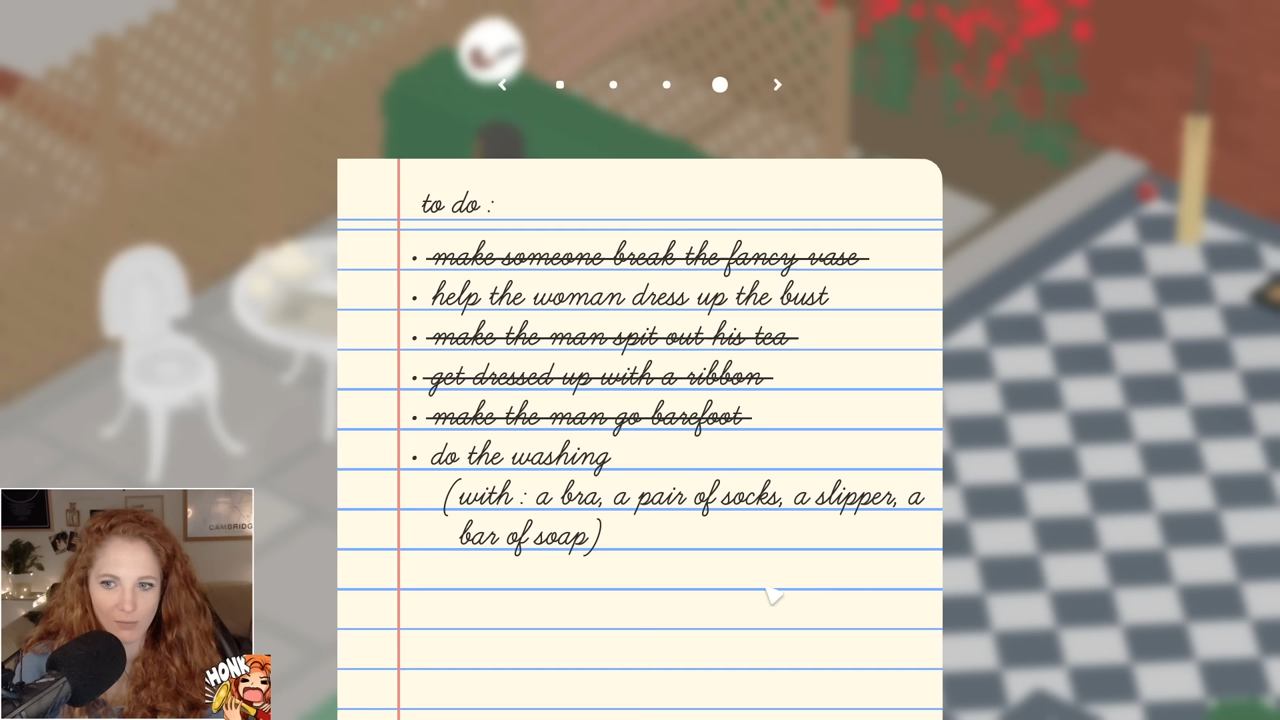 to do :
• make someone break the fancy vase
• help the woman dress up the bust
• make the man spit out his tea
• get dressed up with a ribbon
• make the man go barefoot
• do the washing
(with : a bra, a pair of socks, a slipper, a
bar of soap)
CAMBRIDG
HONK